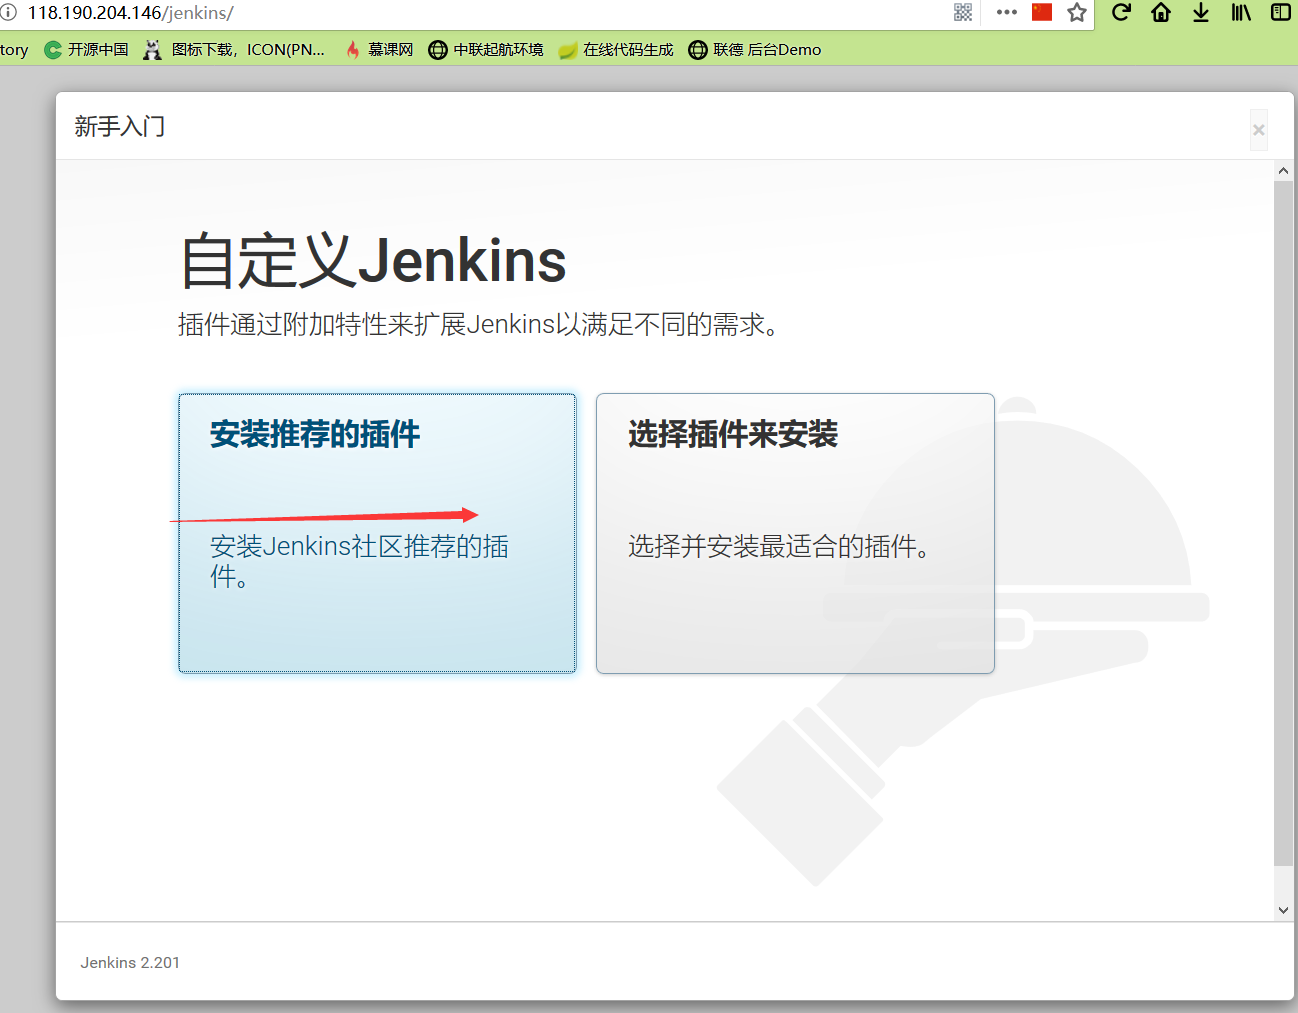 118.190.204.146/jenkins/
tory 开源中国 图标下载，ICON(PN... 慕课网 中联起航环境 在线代码生成 联德 后台Demo
新手入门
×
自定义Jenkins
插件通过附加特性来扩展Jenkins以满足不同的需求。
安装推荐的插件
安装Jenkins社区推荐的插
件。
选择插件来安装
选择并安装最适合的插件。
Jenkins 2.201